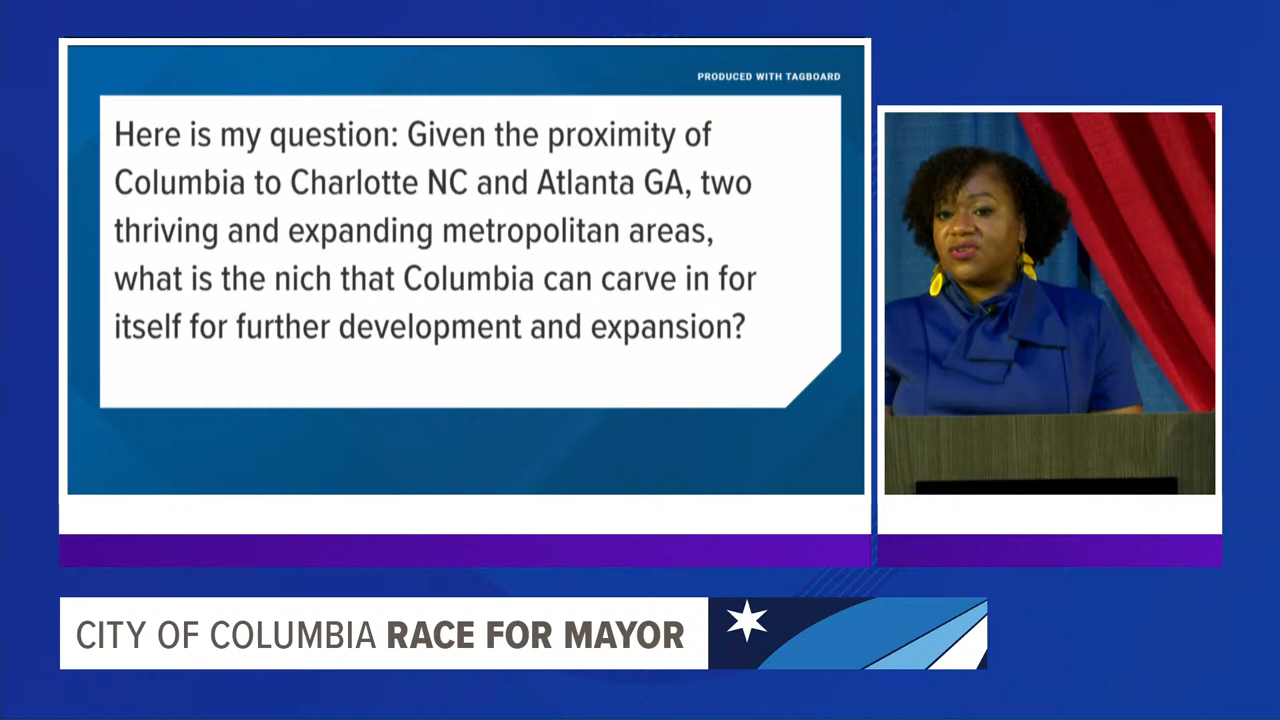 PRODUCED WITH TAGBOARD
Here is my question: Given the proximity of
Columbia to Charlotte NC and Atlanta GA, two
thriving and expanding metropolitan areas,
what is the nich that Columbia can carve in for
itself for further development and expansion?
CITY OF COLUMBIA RACE FOR MAYOR